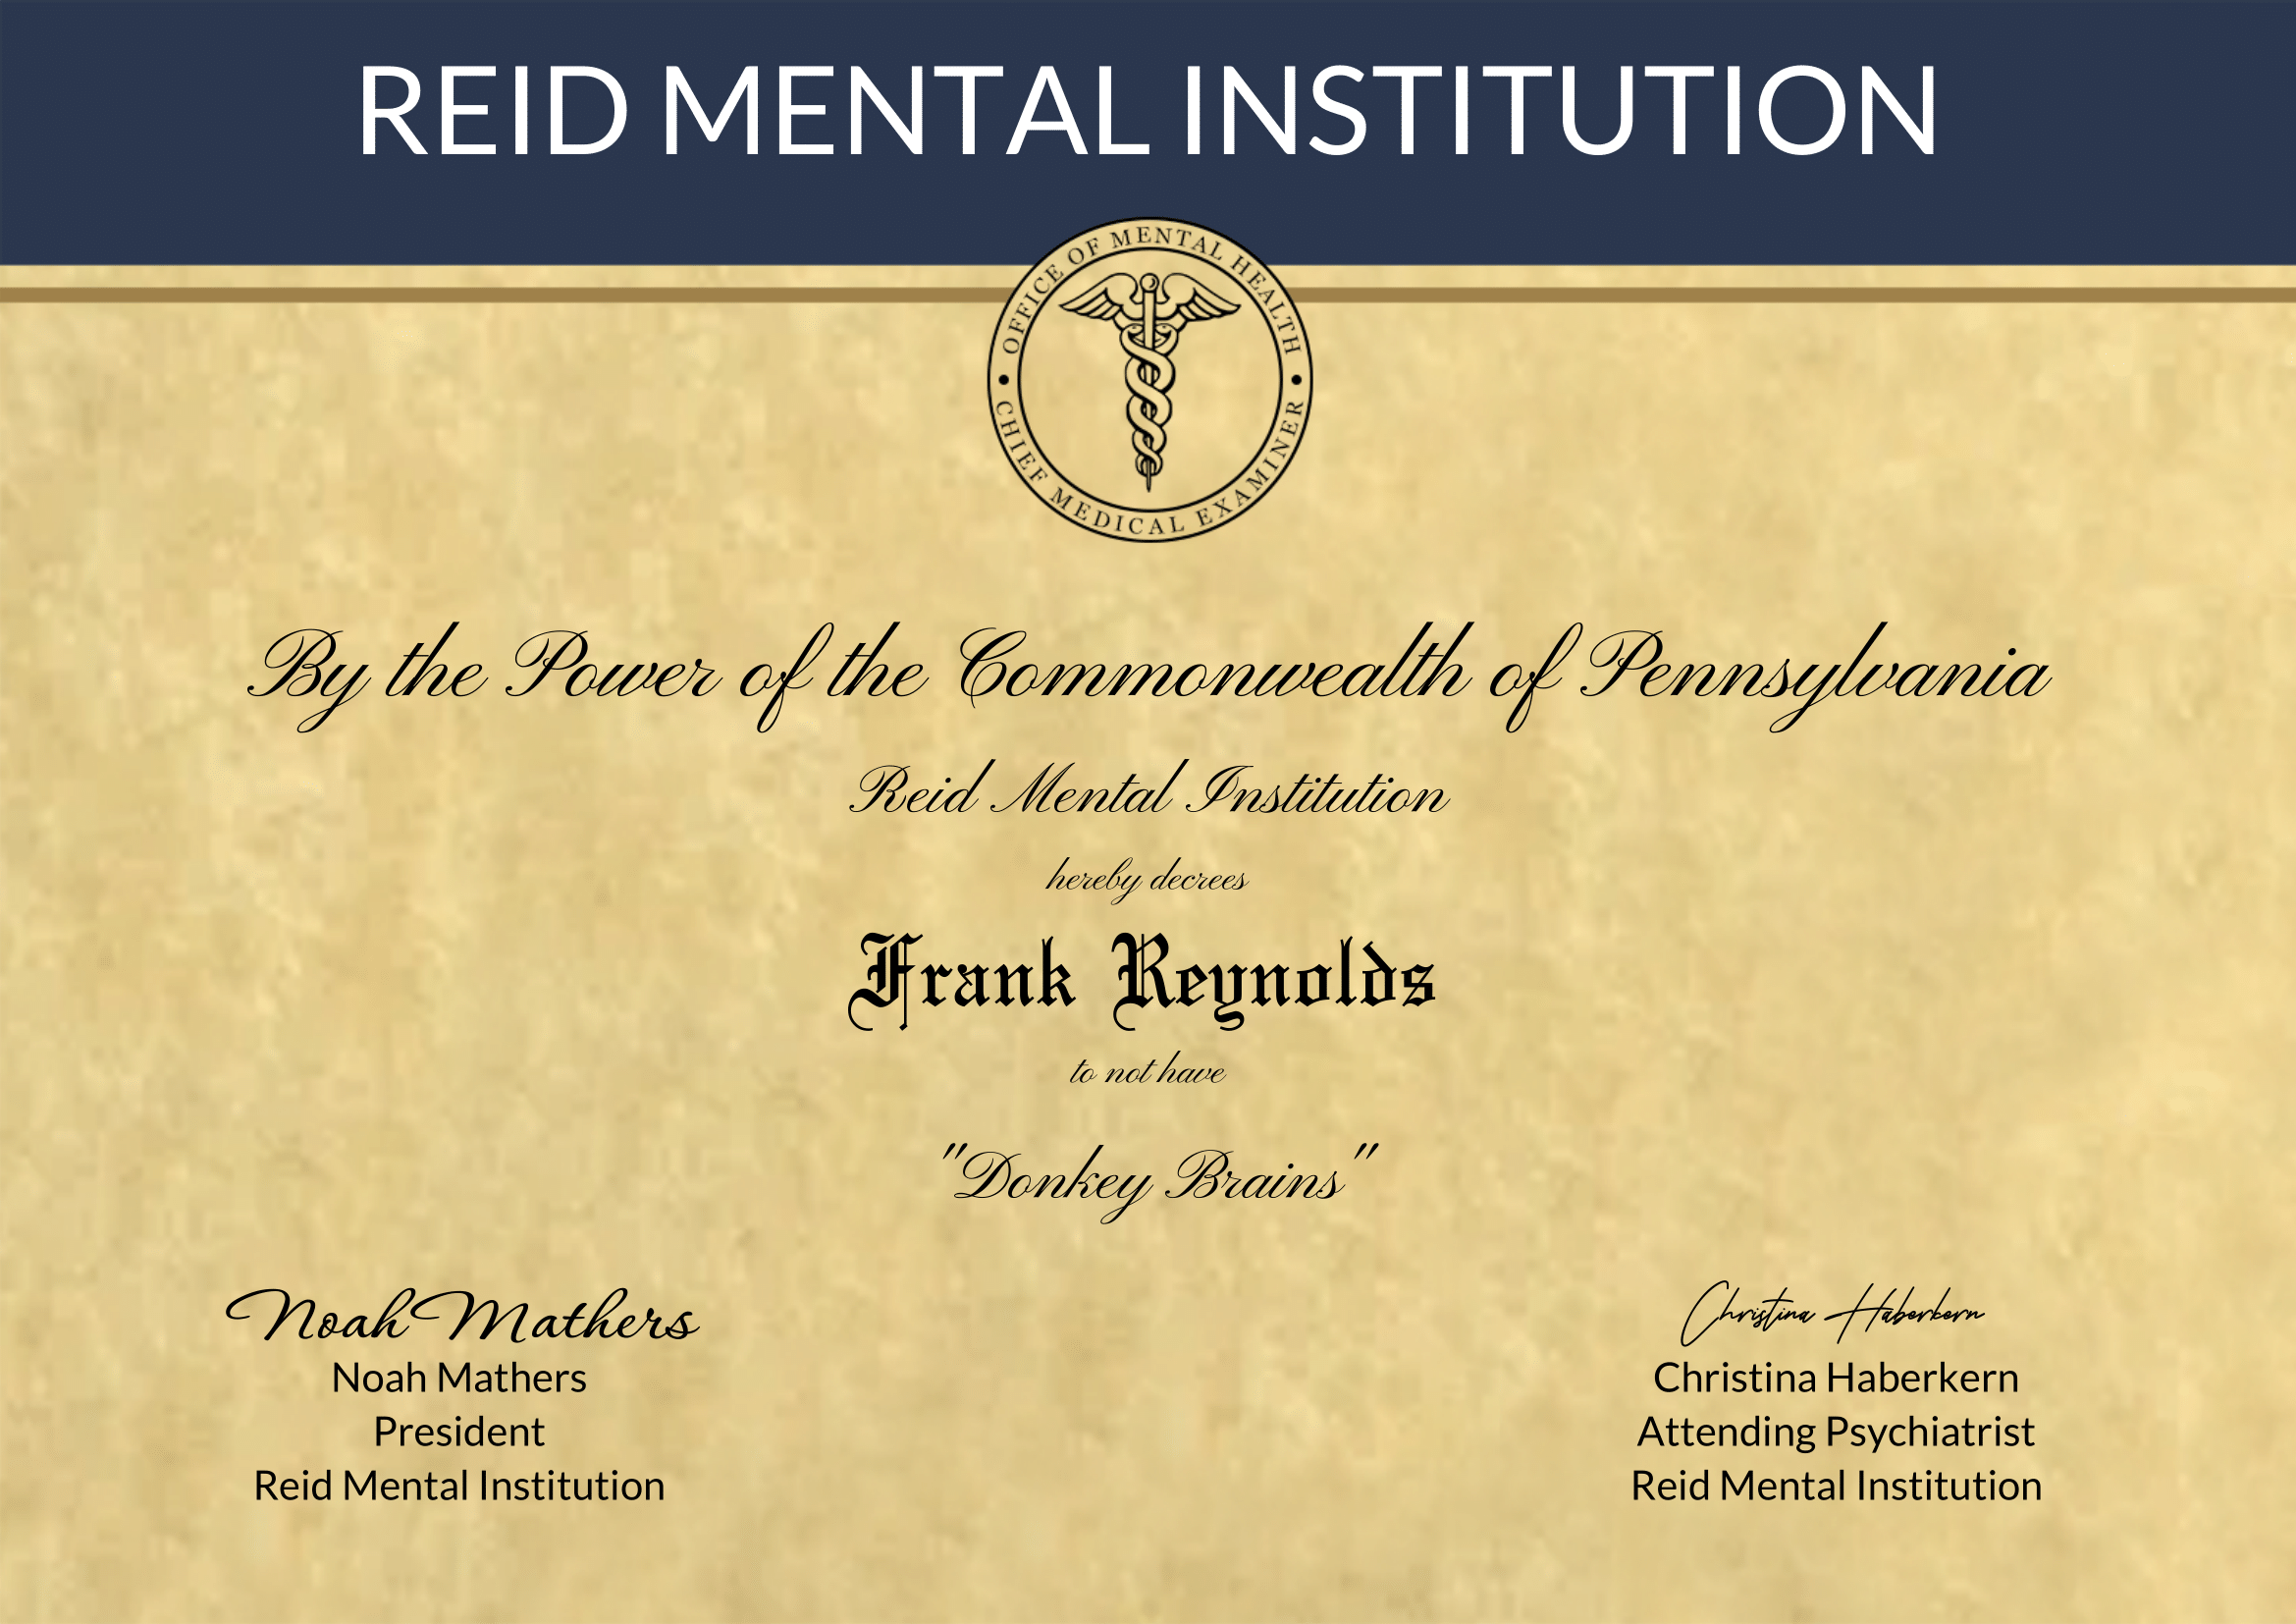 REID MENTAL INSTITUTION
OFFICE OF MENTAL HEALTH
CHIEF MEDICAL EXAMINER
By the Power of the Commonwealth of Pennsylvania
Reid Mental Institution
hereby decrees
Frank Reynolds
to not have
"Donkey Brains"
Noah Mathers
Noah Mathers
President
Reid Mental Institution
Christina Haberkern
Christina Haberkern
Attending Psychiatrist
Reid Mental Institution